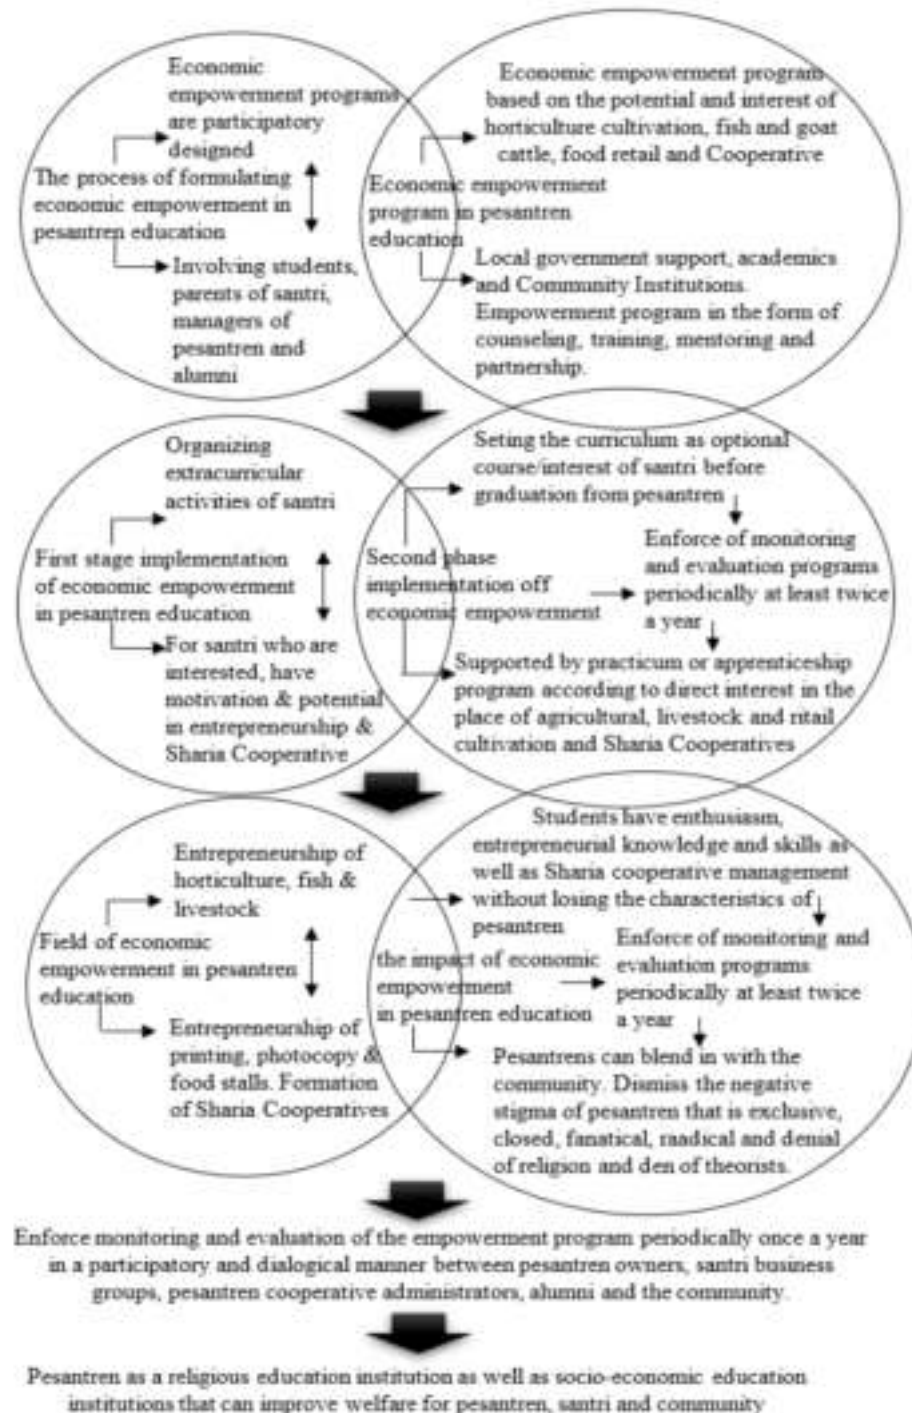 Economic
empowerment programs
are participatory
designed
The process of formulating
economic empowerment in
pesantren education
Involving students,
parents of santri,
managers of
pesantren and
alumni
Economic empowerment program
based on the potential and interest of
horticulture cultivation, fish and goat
cattle, food retail and Cooperative
Economic empowerment
program in pesantren
education
Local government support, academics
and Community Institutions.
Empowerment program in the form of
counseling, training, mentoring and
partnership.
Organizing
extracurricular
activities of santri
First stage implementation
of economic empowerment
in pesantren education
For santri who are
interested, have
motivation & potential
in entrepreneurship &
Sharia Cooperative
Seting the curriculum as optional
course/interest of santri before
graduation from pesantren
Second phase
implementation off
economic empowerment
Enforce of monitoring
and evaluation programs
periodically at least twice
a year
Supported by practicum or apprenticeship
program according to direct interest in the
place of agricultural, livestock and ritail
cultivation and Sharia Cooperatives
Entrepreneurship of
horticulture, fish &
livestock
Field of economic
empowerment in pesantren
education
Entrepreneurship of
printing, photocopy &
food stalls. Formation
of Sharia Cooperatives
Students have enthusiasm,
entrepreneurial knowledge and skills as
well as Sharia cooperative management
without losing the characteristics of
pesantren
the impact of economic
empowerment
in pesantren education
Enforce of monitoring and
evaluation programs
periodically at least twice
a year
Pesantrens can blend in with the
community. Dismiss the negative
stigma of pesantren that is exclusive,
closed, fanatical, raadical and denial
of religion and den of theorists.
Enforce monitoring and evaluation of the empowerment program periodically once a year
in a participatory and dialogical manner between pesantren owners, santri business
groups, pesantren cooperative administrators, alumni and the community.
Pesantren as a religious education institution as well as socio-economic education
institutions that can improve welfare for pesantren, santri and community